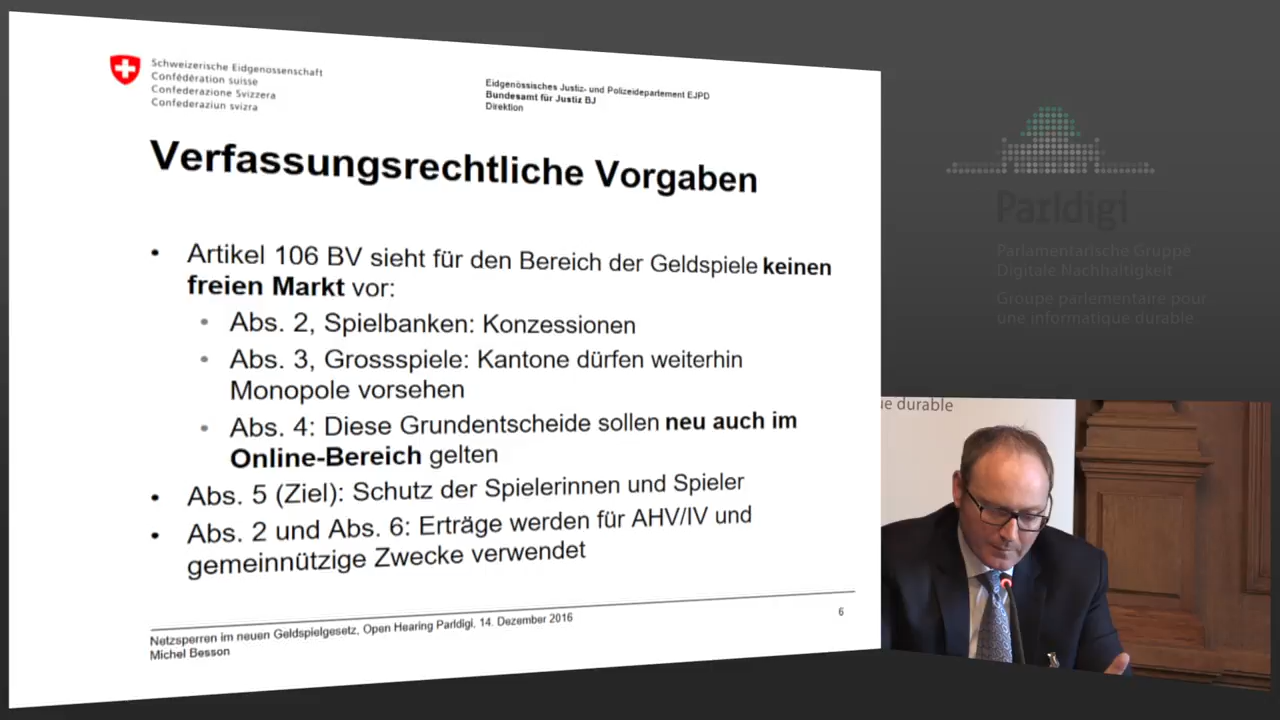 Schweizerische Eidgenossenschaft
Confédération suisse
Confederazione Svizzera
Confederaziun svizra
Eidgenössisches Justiz- und Polizeidepartement EJPD
Bundesamt für Justiz BJ
Direktion
Verfassungsrechtliche Vorgaben
• Artikel 106 BV sieht für den Bereich der Geldspiele keinen
freien Markt vor:
• Abs. 2, Spielbanken: Konzessionen
• Abs. 3, Grossspiele: Kantone dürfen weiterhin
Monopole vorsehen
• Abs. 4: Diese Grundentscheide sollen neu auch im
Online-Bereich gelten
• Abs. 5 (Ziel): Schutz der Spielerinnen und Spieler
• Abs. 2 und Abs. 6: Erträge werden für AHV/IV und
gemeinnützige Zwecke verwendet
Netzsperren im neuen Geldspielgesetz, Open Hearing Parldigi, 14. Dezember 2016
Michel Besson
6
Parldigi
Parlamentarische Gruppe
Digitale Nachhaltigkeit
Groupe parlementaire pour
une informatique durable
ue durable